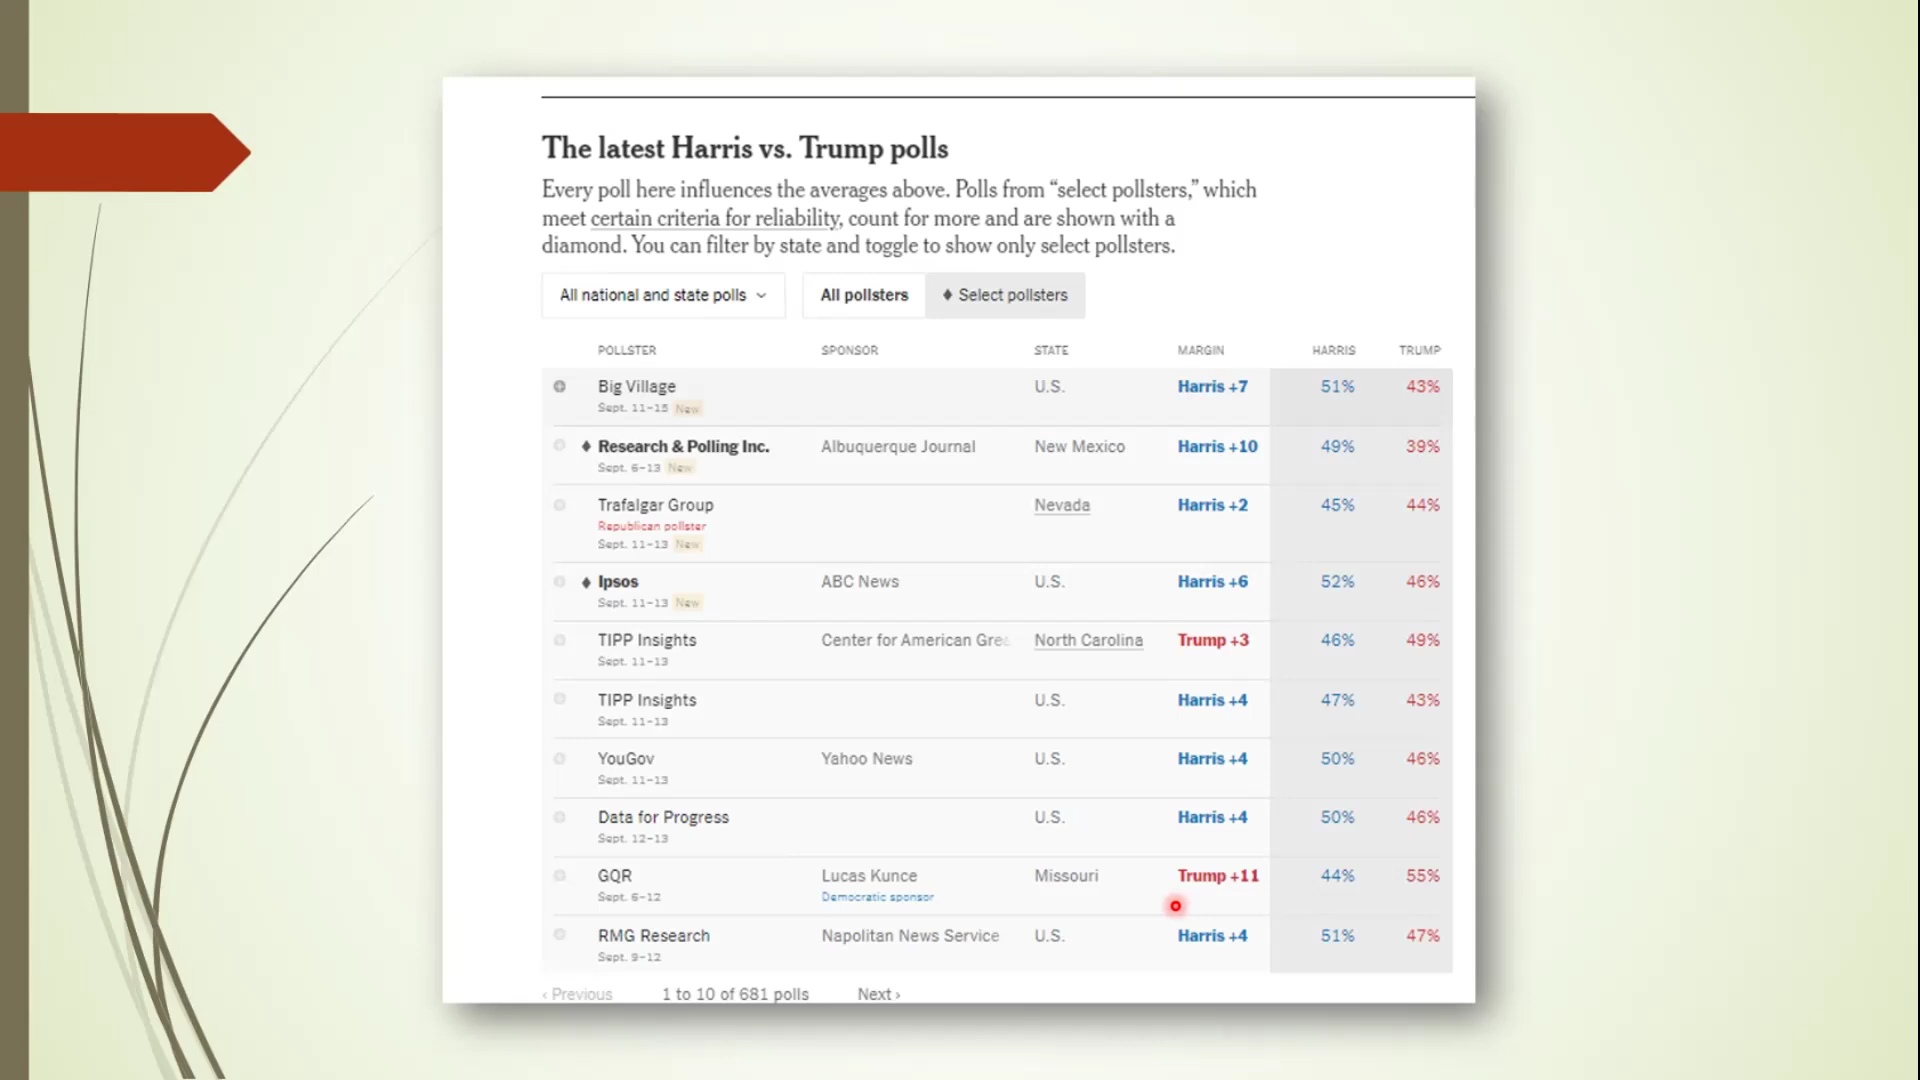 The latest Harris vs. Trump polls
Every poll here influences the averages above. Polls from “select pollsters,” which
meet certain criteria for reliability, count for more and are shown with a
diamond. You can filter by state and toggle to show only select pollsters.
All national and state polls All pollsters ♦ Select pollsters
POLLSTER SPONSOR STATE MARGIN HARRIS TRUMP
Big Village U.S. Harris +7 51% 43%
Sept. 11–15 New
♦ Research & Polling Inc. Albuquerque Journal New Mexico Harris +10 49% 39%
Sept. 6–13 New
Trafalgar Group Nevada Harris +2 45% 44%
Republican pollster
Sept. 11–13 New
♦ Ipsos ABC News U.S. Harris +6 52% 46%
Sept. 11–13 New
TIPP Insights Center for American Grea North Carolina Trump +3 46% 49%
Sept. 11–13
TIPP Insights U.S. Harris +4 47% 43%
Sept. 11–13
YouGov Yahoo News U.S. Harris +4 50% 46%
Sept. 11–13
Data for Progress U.S. Harris +4 50% 46%
Sept. 12–13
GQR Lucas Kunce Missouri Trump +11 44% 55%
Sept. 6–12 Democratic sponsor
RMG Research Napolitan News Service U.S. Harris +4 51% 47%
Sept. 9–12
‹ Previous 1 to 10 of 681 polls Next ›